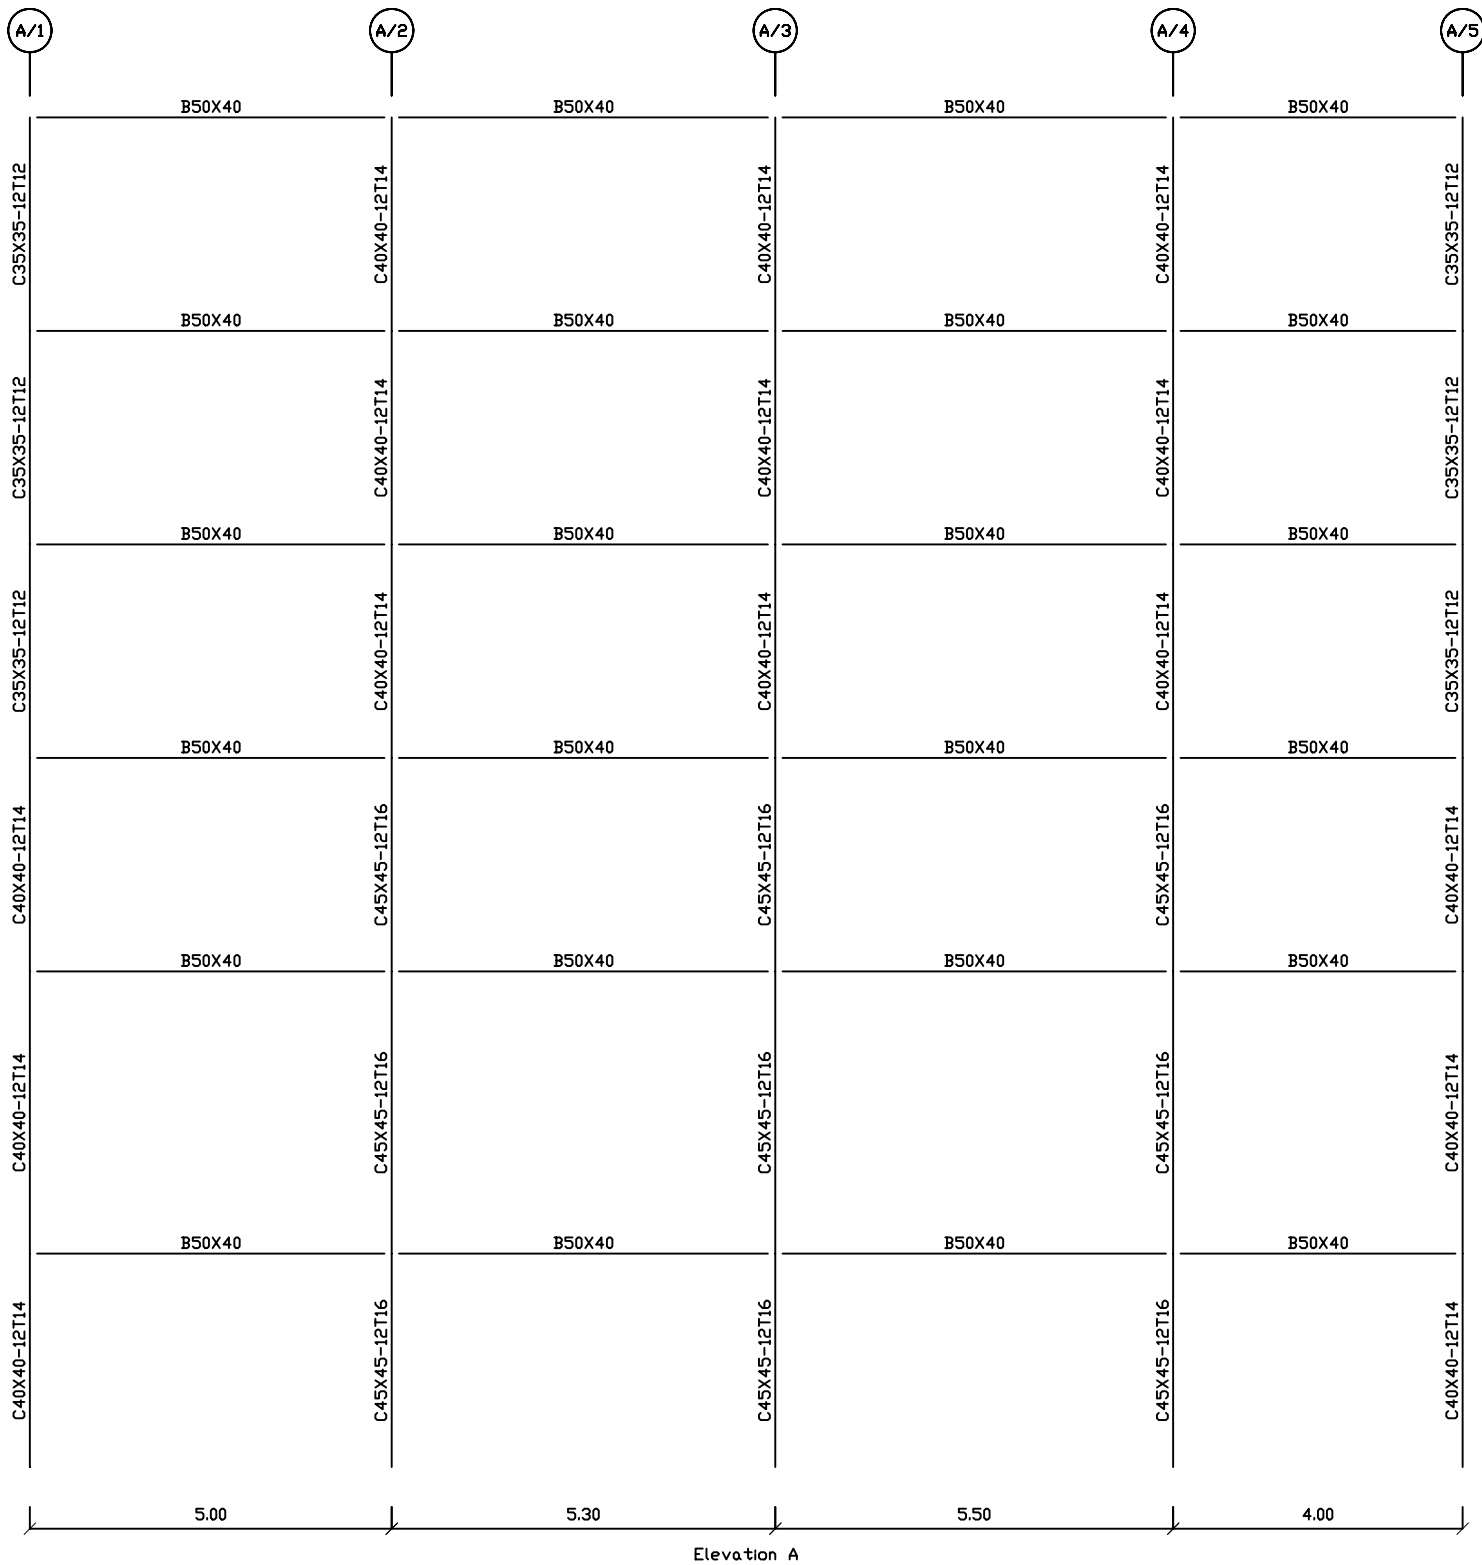 A/1 A/2 A/3 A/4 A/5
B50X40 B50X40 B50X40 B50X40
C35X35-12T12 C40X40-12T14 C40X40-12T14 C40X40-12T14 C35X35-12T12
B50X40 B50X40 B50X40 B50X40
C35X35-12T12 C40X40-12T14 C40X40-12T14 C40X40-12T14 C35X35-12T12
B50X40 B50X40 B50X40 B50X40
C35X35-12T12 C40X40-12T14 C40X40-12T14 C40X40-12T14 C35X35-12T12
B50X40 B50X40 B50X40 B50X40
C40X40-12T14 C45X45-12T16 C45X45-12T16 C45X45-12T16 C40X40-12T14
B50X40 B50X40 B50X40 B50X40
C40X40-12T14 C45X45-12T16 C45X45-12T16 C45X45-12T16 C40X40-12T14
B50X40 B50X40 B50X40 B50X40
C40X40-12T14 C45X45-12T16 C45X45-12T16 C45X45-12T16 C40X40-12T14
5.00 5.30 5.50 4.00
Elevation A